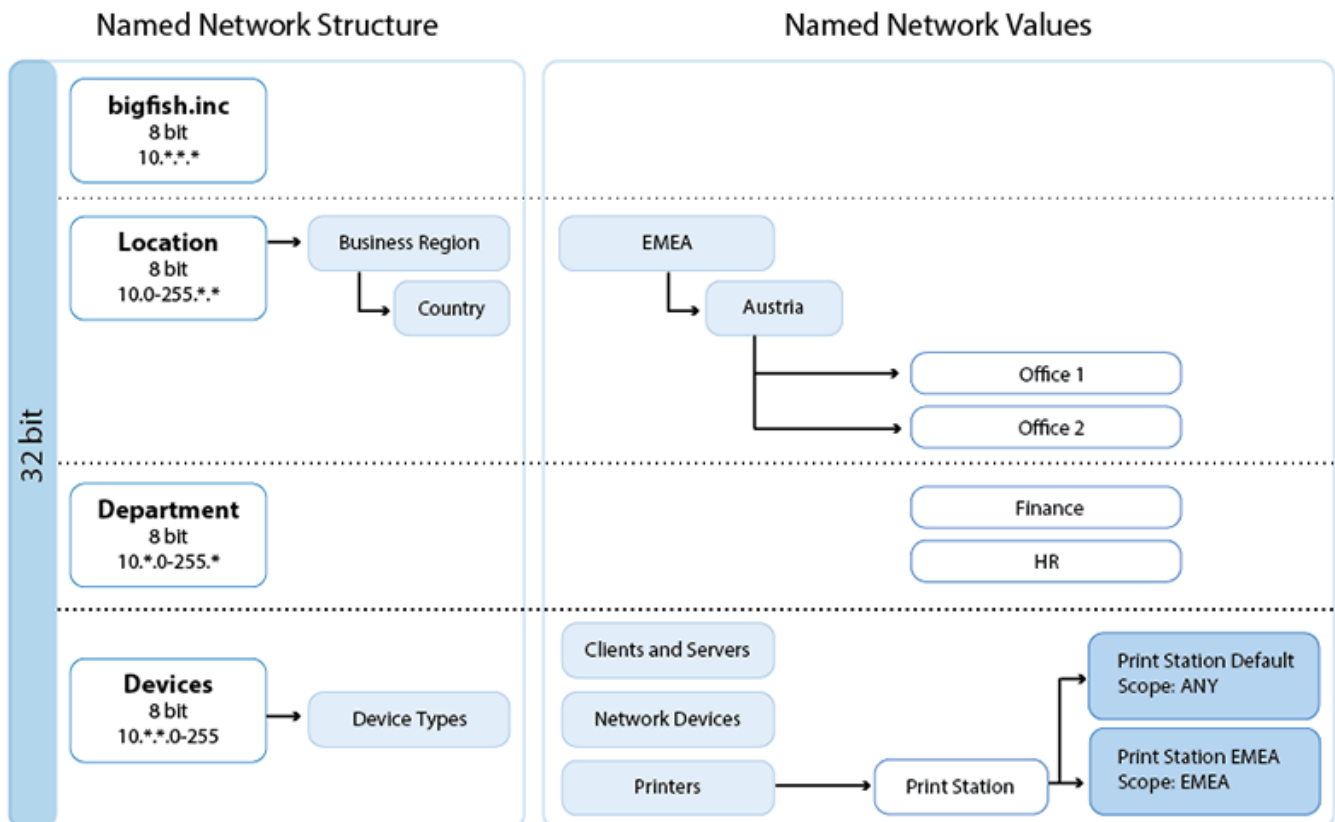 Named Network Structure
Named Network Values
32 bit
bigfish.inc
8 bit
10.*.*.*
Location
8 bit
10.0-255.*.*
Business Region
Country
EMEA
Austria
Office 1
Office 2
Department
8 bit
10.*.0-255.*
Finance
HR
Devices
8 bit
10.*.*.0-255
Device Types
Clients and Servers
Network Devices
Printers
Print Station
Print Station Default
Scope: ANY
Print Station EMEA
Scope: EMEA